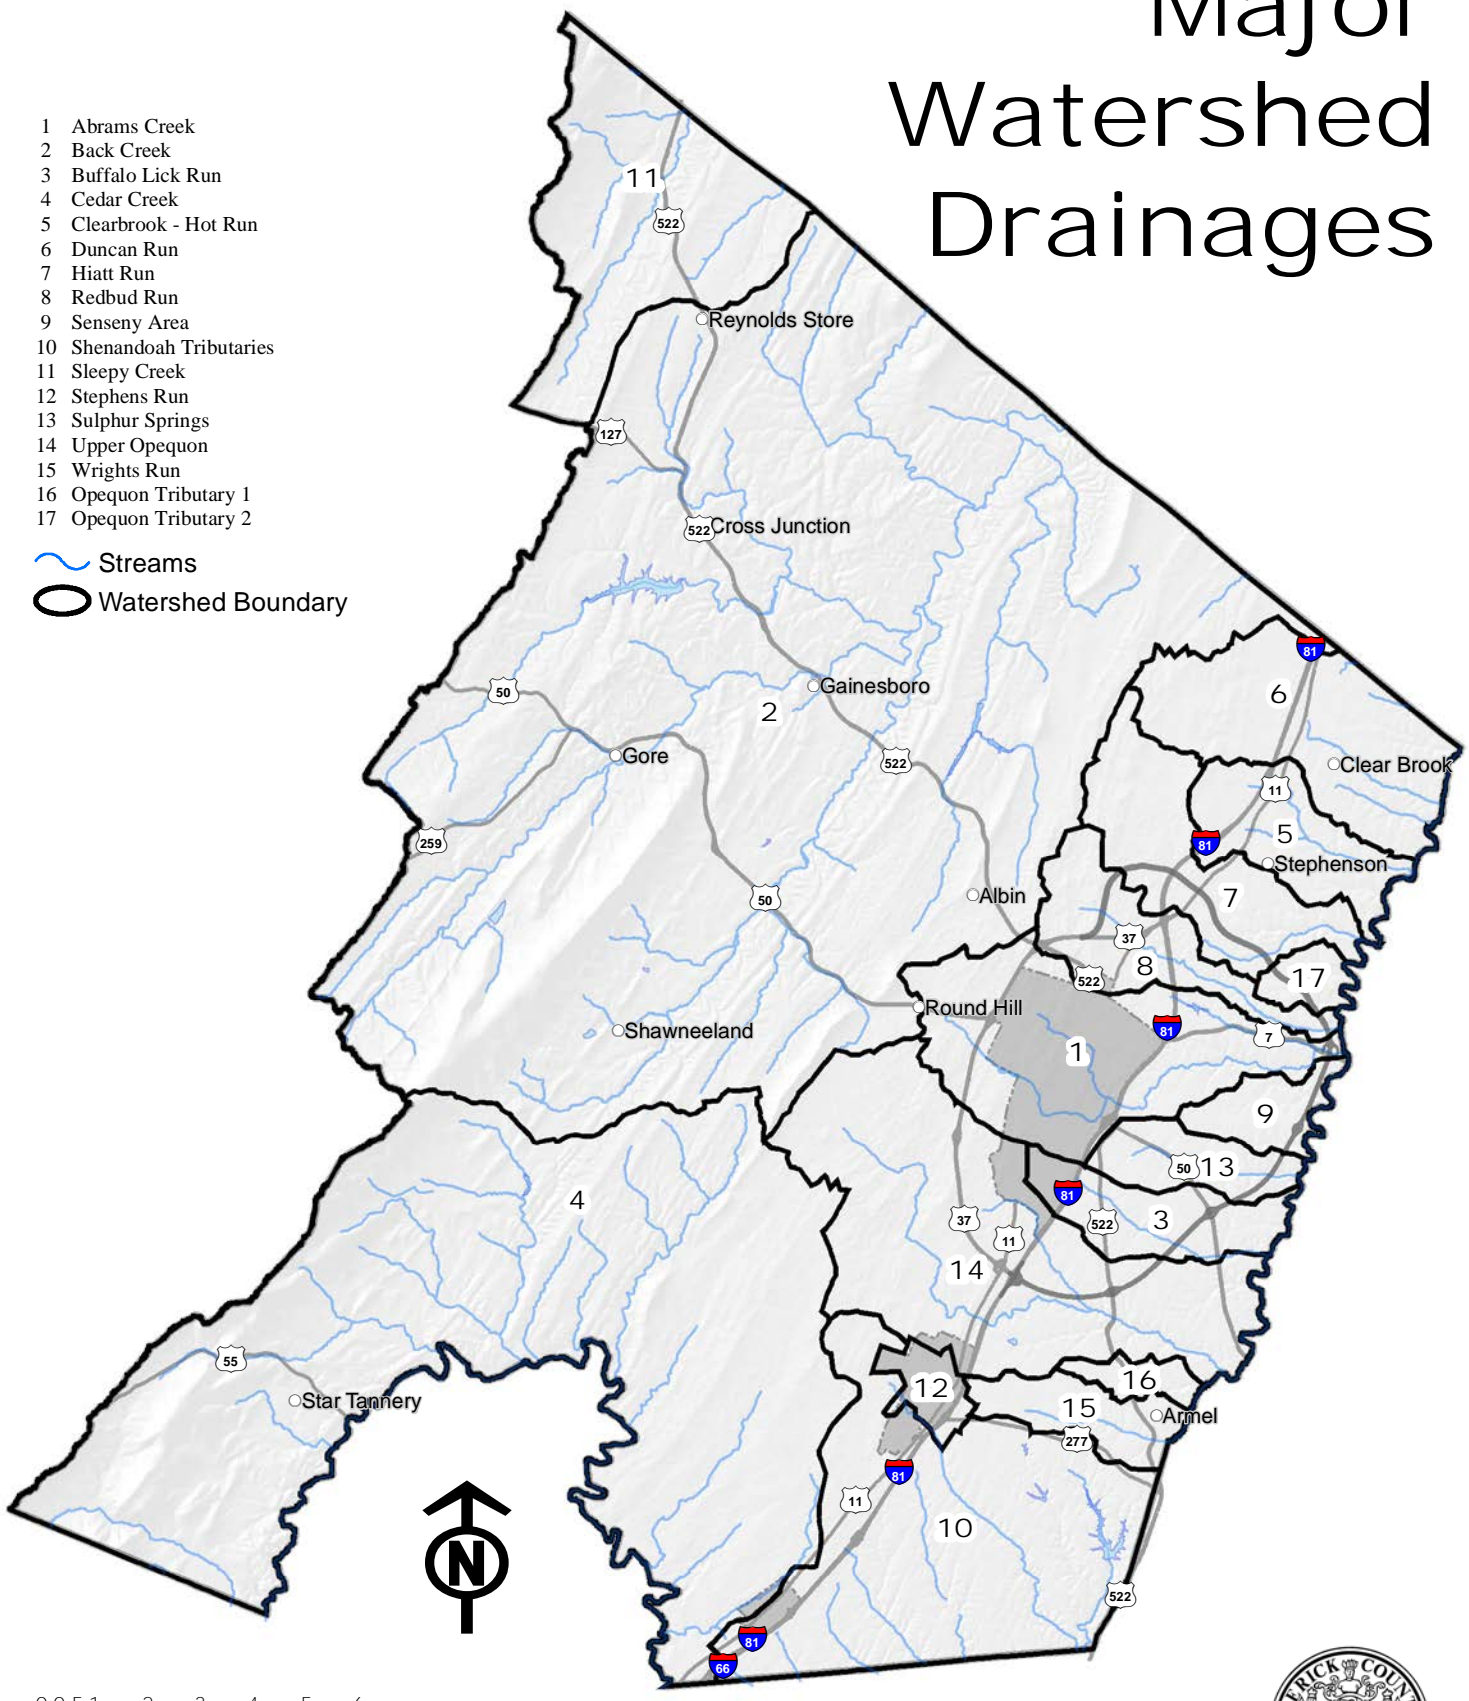 Major
Watershed
Drainages
1 Abrams Creek
2 Back Creek
3 Buffalo Lick Run
4 Cedar Creek
5 Clearbrook - Hot Run
6 Duncan Run
7 Hiatt Run
8 Redbud Run
9 Senseny Area
10 Shenandoah Tributaries
11 Sleepy Creek
12 Stephens Run
13 Sulphur Springs
14 Upper Opequon
15 Wrights Run
16 Opequon Tributary 1
17 Opequon Tributary 2
Streams
Watershed Boundary
11
522
Reynolds Store
127
522
Cross Junction
81
50
Gainesboro
6
2
Gore
522
Clear Brook
11
259
81
5
Stephenson
50
Albin
7
37
8
522
17
Round Hill
Shawneeland
81
7
1
9
50
13
4
81
37
11
522
3
14
55
Star Tannery
12
16
15
Armel
277
81
11
N
10
522
81
66
ERICK COUN